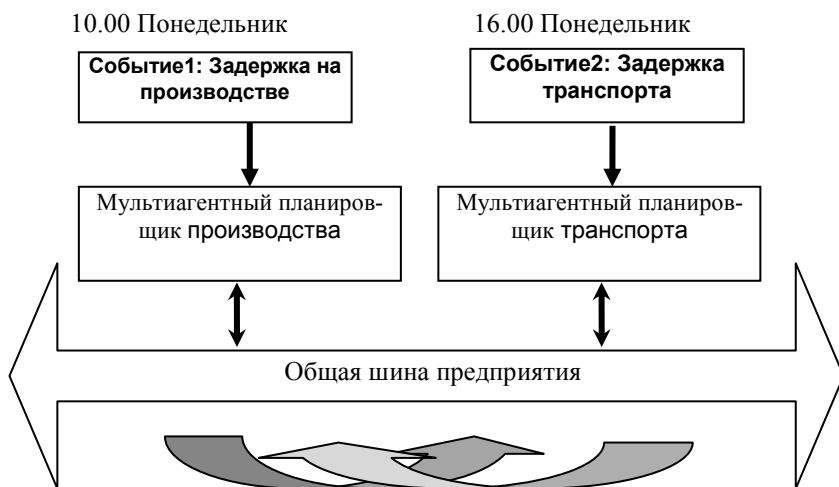 10.00 Понедельник
16.00 Понедельник
Событие1: Задержка на
производстве
Событие2: Задержка
транспорта
Мультиагентный планиров-
щик производства
Мультиагентный планиров-
щик транспорта
Общая шина предприятия